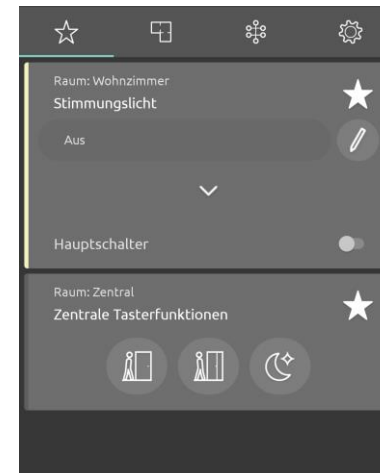 Raum: Wohnzimmer
Stimmungslicht
Aus
Hauptschalter
Raum: Zentral
Zentrale Tasterfunktionen